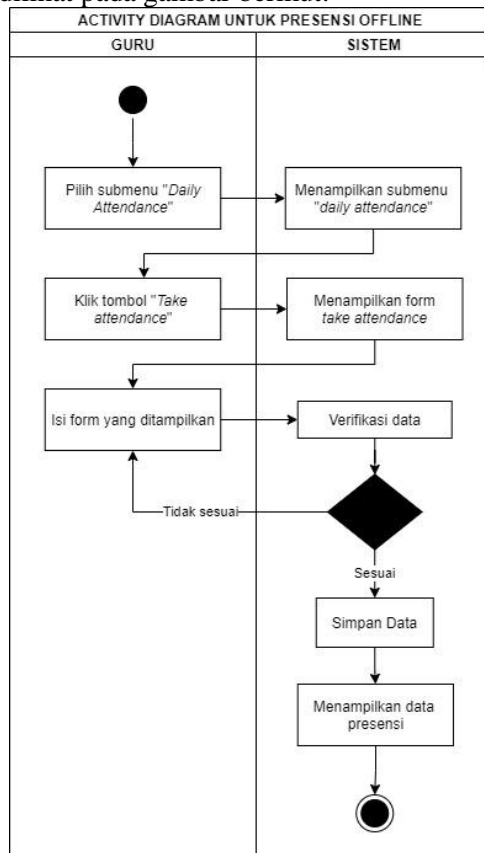 ACTIVITY DIAGRAM UNTUK PRESENSI OFFLINE
GURU
SISTEM
Pilih submenu "Daily
Attendance"
Menampilkan submenu
"daily attendance"
Klik tombol "Take
attendance"
Menampilkan form
take attendance
Isi form yang ditampilkan
Verifikasi data
Tidak sesuai
Sesuai
Simpan Data
Menampilkan data
presensi